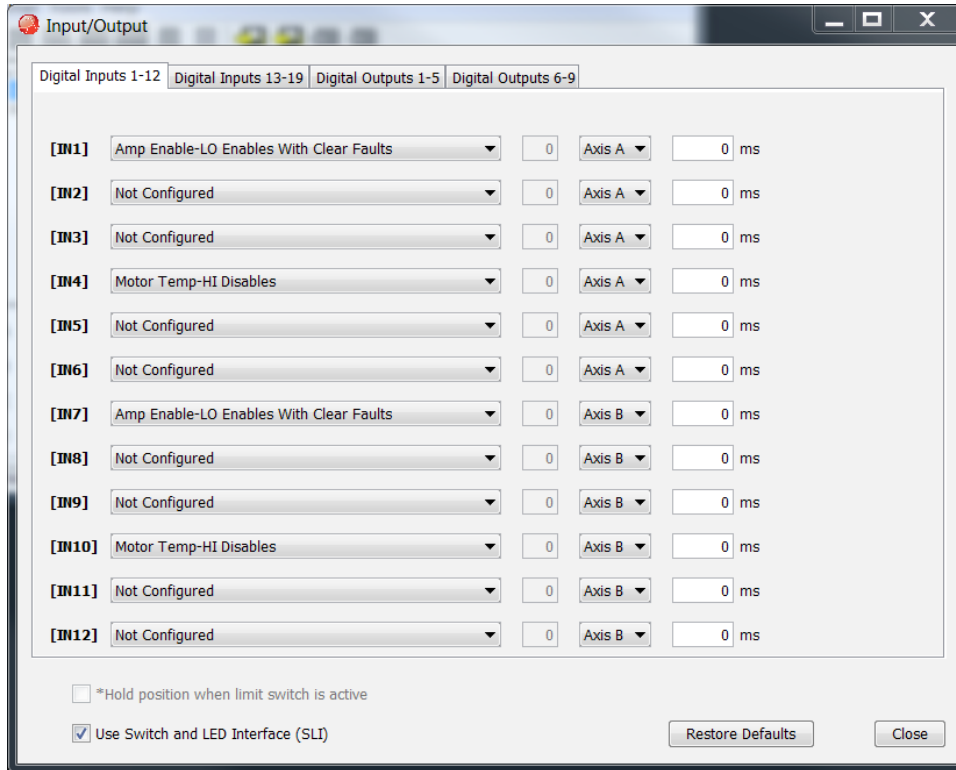 Input/Output
Digital Inputs 1-12 Digital Inputs 13-19 Digital Outputs 1-5 Digital Outputs 6-9
[IN1] Amp Enable-LO Enables With Clear Faults 0 Axis A 0 ms
[IN2] Not Configured 0 Axis A 0 ms
[IN3] Not Configured 0 Axis A 0 ms
[IN4] Motor Temp-HI Disables 0 Axis A 0 ms
[IN5] Not Configured 0 Axis A 0 ms
[IN6] Not Configured 0 Axis A 0 ms
[IN7] Amp Enable-LO Enables With Clear Faults 0 Axis B 0 ms
[IN8] Not Configured 0 Axis B 0 ms
[IN9] Not Configured 0 Axis B 0 ms
[IN10] Motor Temp-HI Disables 0 Axis B 0 ms
[IN11] Not Configured 0 Axis B 0 ms
[IN12] Not Configured 0 Axis B 0 ms
*Hold position when limit switch is active
Use Switch and LED Interface (SLI) Restore Defaults Close